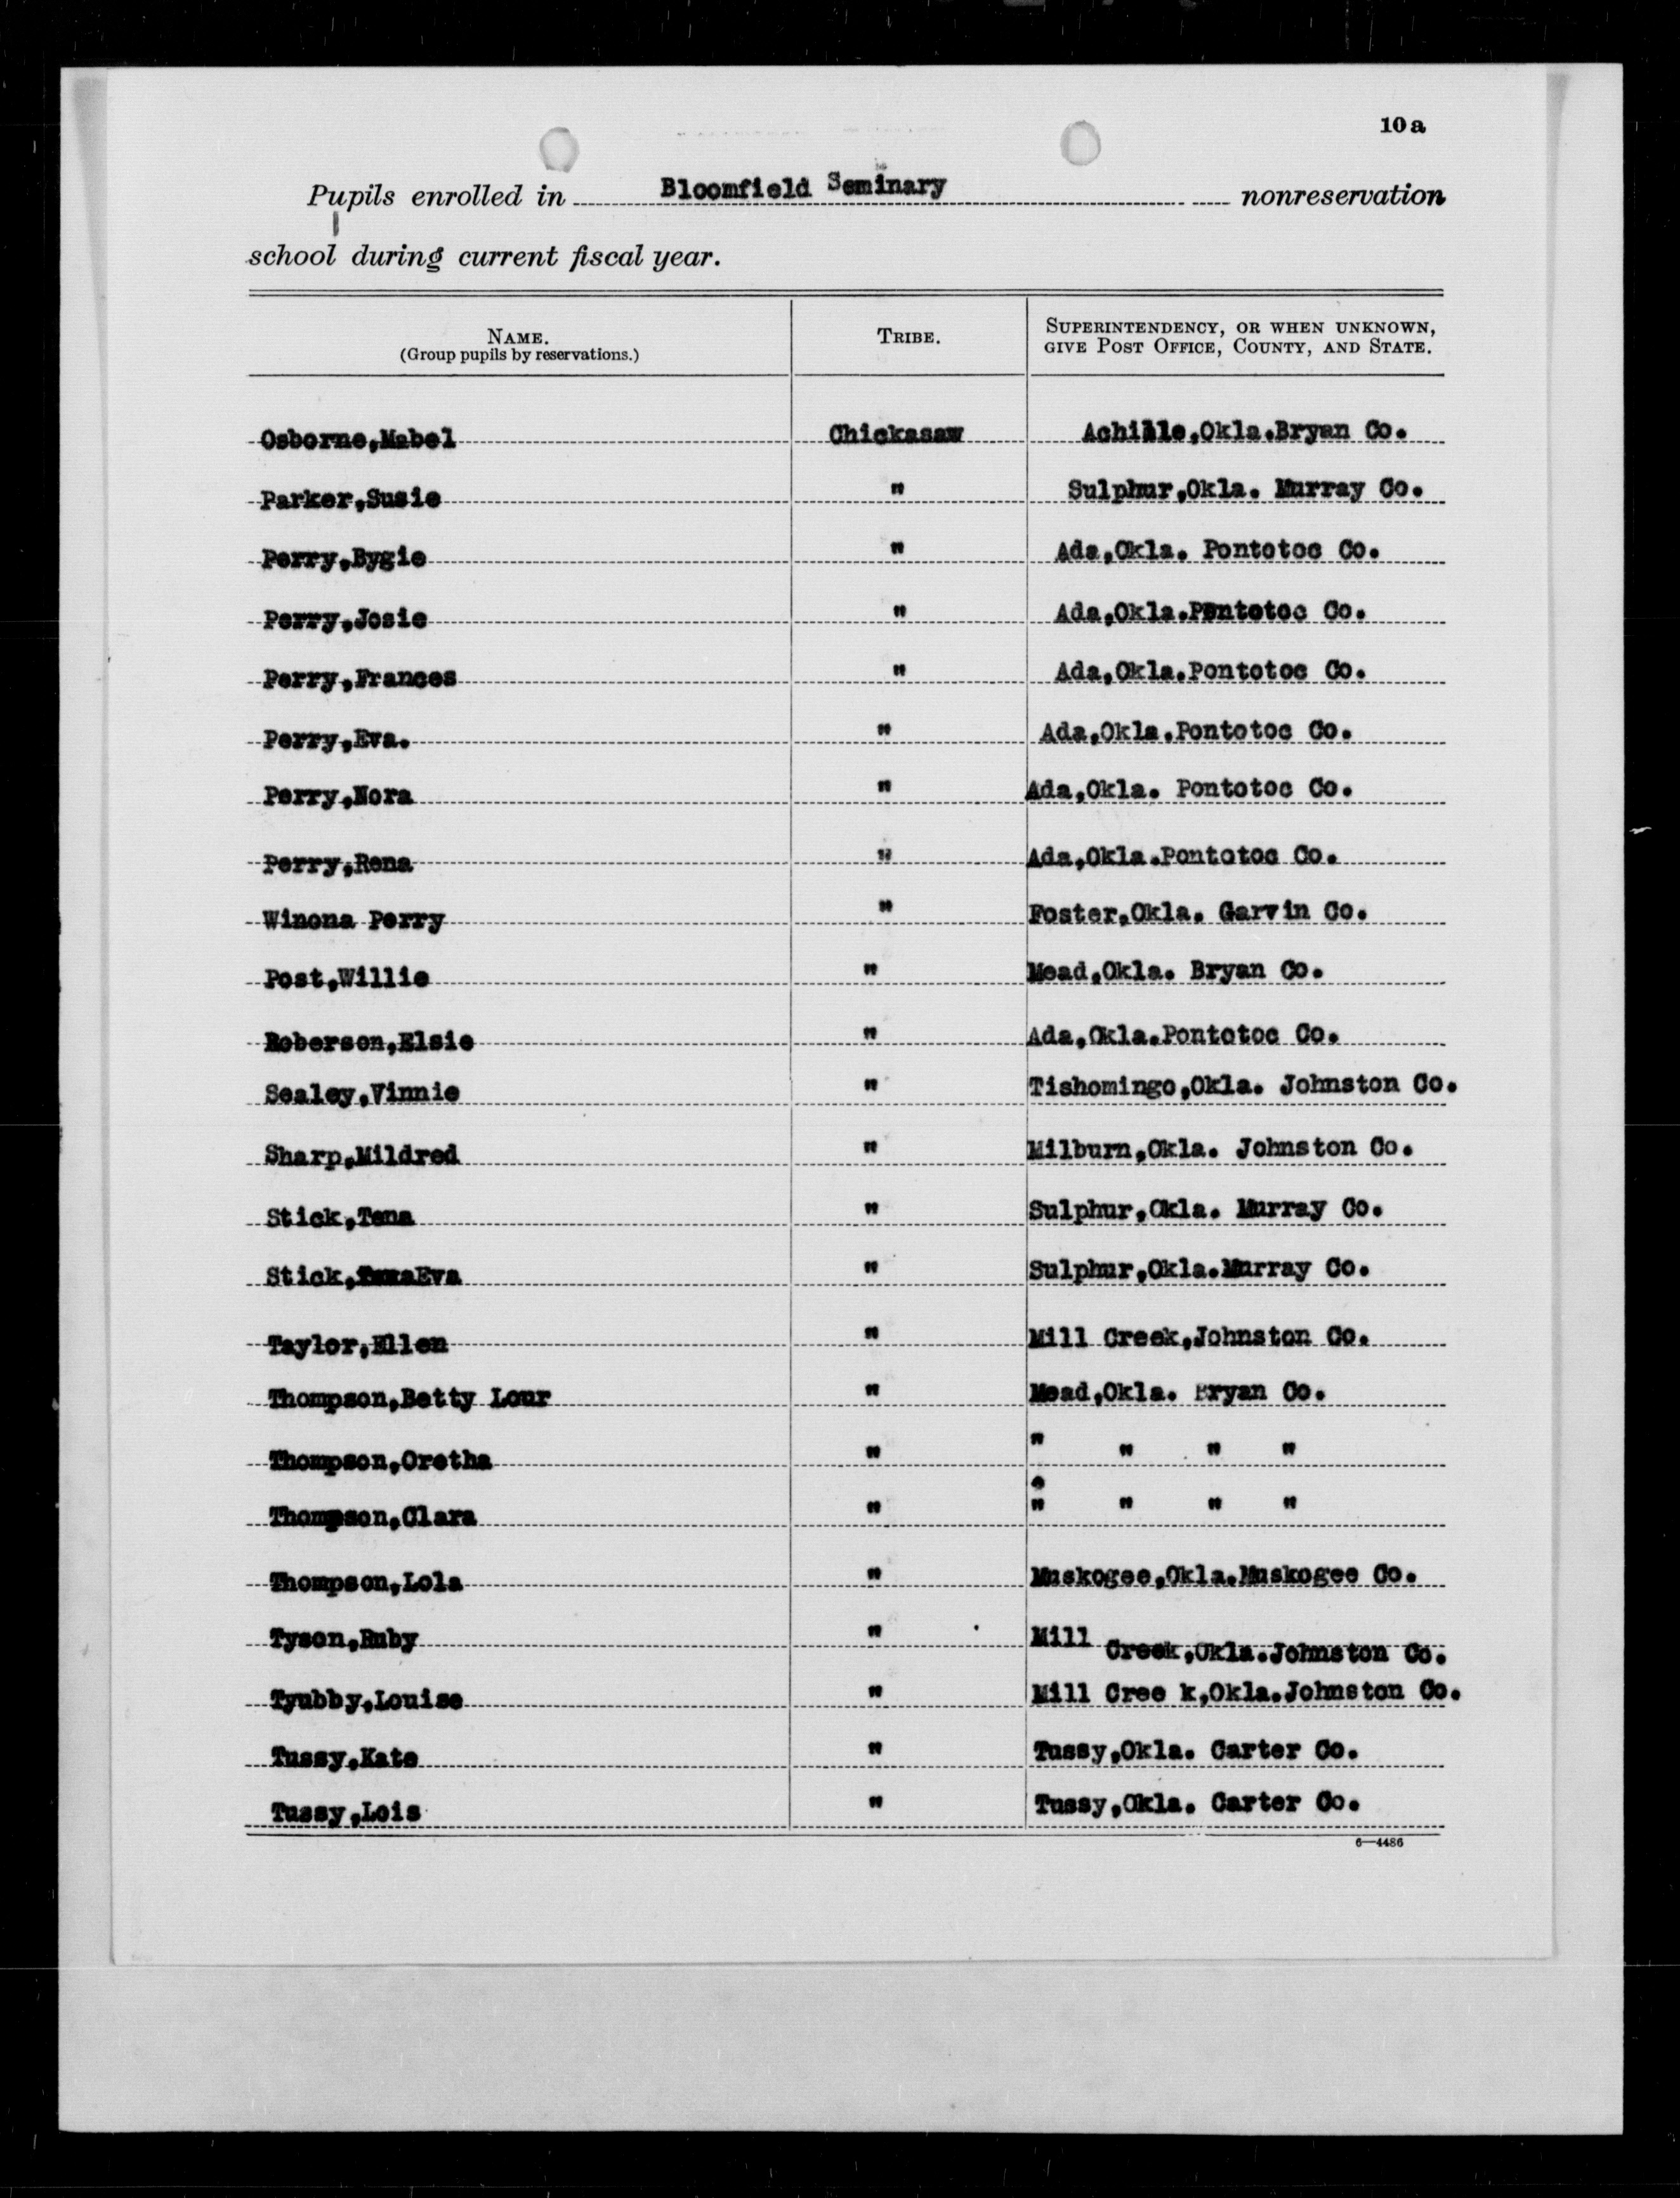 10a
Pupils enrolled in Bloomfield Seminary nonreservation
school during current fiscal year.
NAME. TRIBE. SUPERINTENDENCY, OR WHEN UNKNOWN,
(Group pupils by reservations.) GIVE POST OFFICE, COUNTY, AND STATE.
Osborne,Mabel Chickasaw Achille,Okla.Bryan Co.
Parker,Susie " Sulphur,Okla. Murray Co.
Perry,Bygie " Ada,Okla. Pontotoc Co.
Perry,Josie " Ada,Okla.Pontotoc Co.
Perry,Frances " Ada,Okla.Pontotoc Co.
Perry,Eva. " Ada,Okla.Pontotoc Co.
Perry,Nora " Ada,Okla. Pontotoc Co.
Perry,Rena " Ada,Okla.Pontotoc Co.
Winona Perry " Foster,Okla. Garvin Co.
Post,Willie " Mead,Okla. Bryan Co.
Roberson,Elsie " Ada,Okla.Pontotoc Co.
Sealey,Vinnie " Tishomingo,Okla. Johnston Co.
Sharp,Mildred " Milburn,Okla. Johnston Co.
Stick,Tena " Sulphur,Okla. Murray Co.
Stick,Eva " Sulphur,Okla.Murray Co.
Taylor,Ellen " Mill Creek,Johnston Co.
Thompson,Betty Lour " Mead,Okla. Bryan Co.
Thompson,Oretha " " " " "
Thompson,Clara " " " " "
Thompson,Lola " Muskogee,Okla.Muskogee Co.
Tyson,Ruby " Mill Creek,Okla.Johnston Co.
Tyubby,Louise " Mill Cree k,Okla.Johnston Co.
Tussy,Kate " Tussy,Okla. Carter Co.
Tussy,Lois " Tussy,Okla. Carter Co.
6—4486